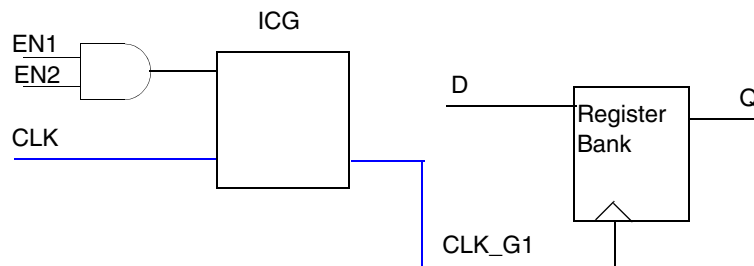 ICG
EN1
EN2
D
Q
Register
Bank
CLK
CLK_G1